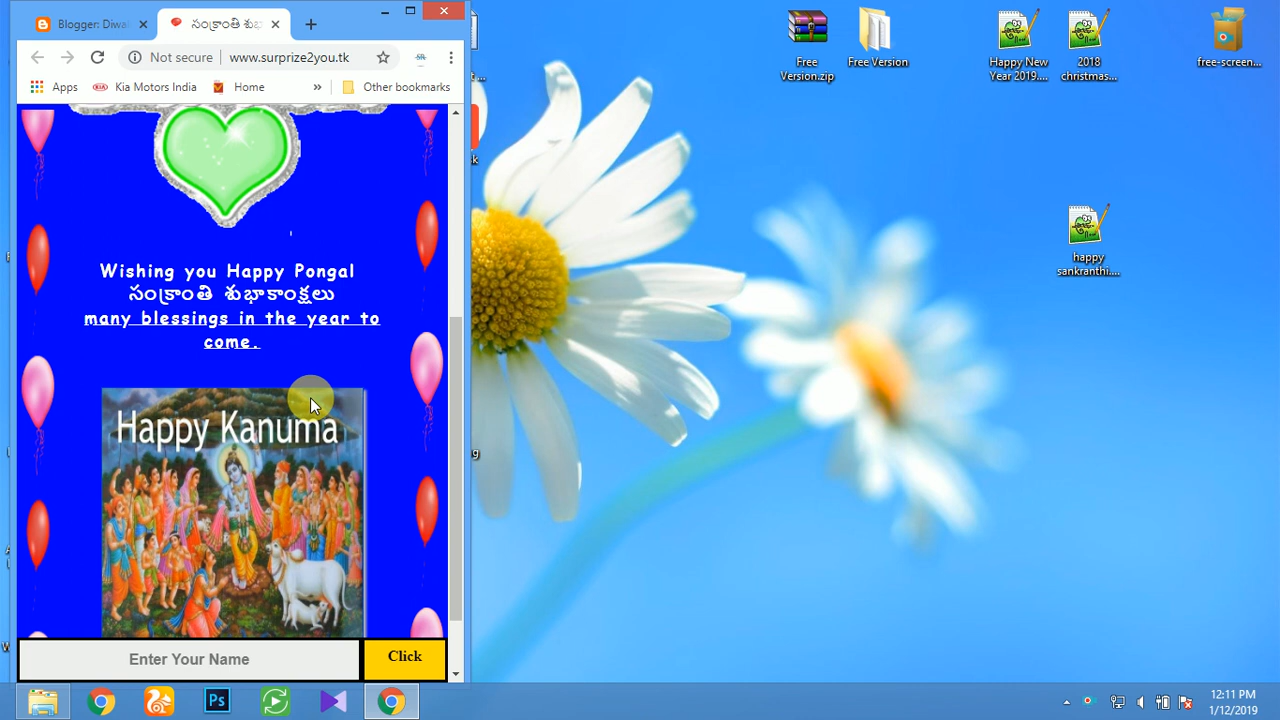 Blogger: Diwa
సంక్రాంతి శుభ
Not secure
www.surprize2you.tk
Apps
Kia Motors India
Home
»
Other bookmarks
Wishing you Happy Pongal
సంక్రాంతి శుభాకాంక్షలు
many blessings in the year to
come.
Happy Kanuma
Enter Your Name
Click
Free
Version.zip
Free Version
Happy New
Year 2019....
2018
christmas...
free-screen...
happy
sankranthi....
Ps
12:11 PM
1/12/2019